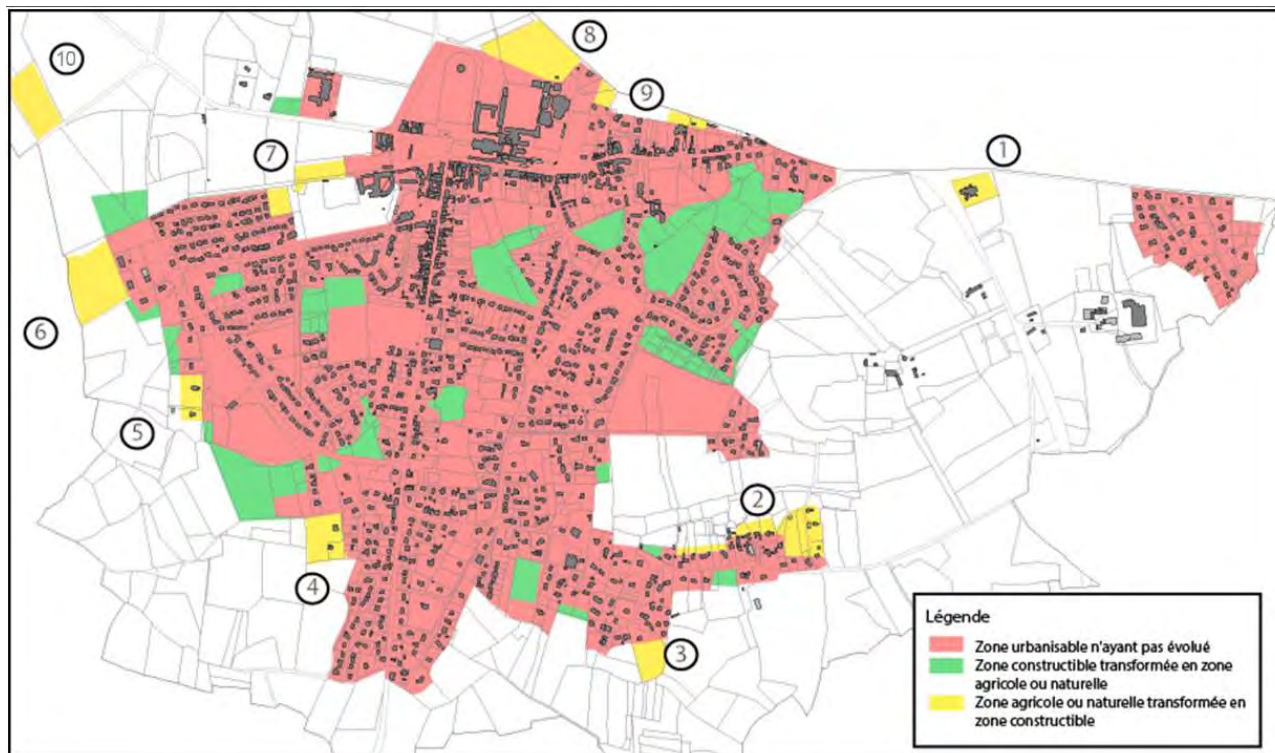 8
10
9
7
1
6
5
2
4
3
Légende
Zone urbanisable n'ayant pas évolué
Zone constructible transformée en zone
agricole ou naturelle
Zone agricole ou naturelle transformée en
zone constructible